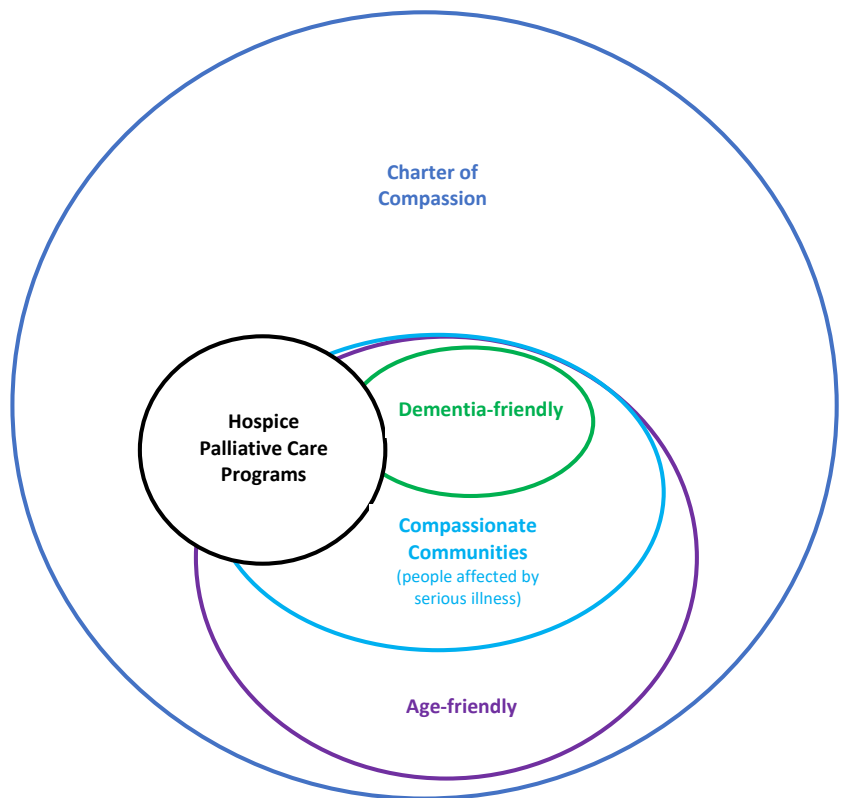 Charter of
Compassion
Hospice
Palliative Care
Programs
Dementia-friendly
Compassionate
Communities
(people affected by
serious illness)
Age-friendly